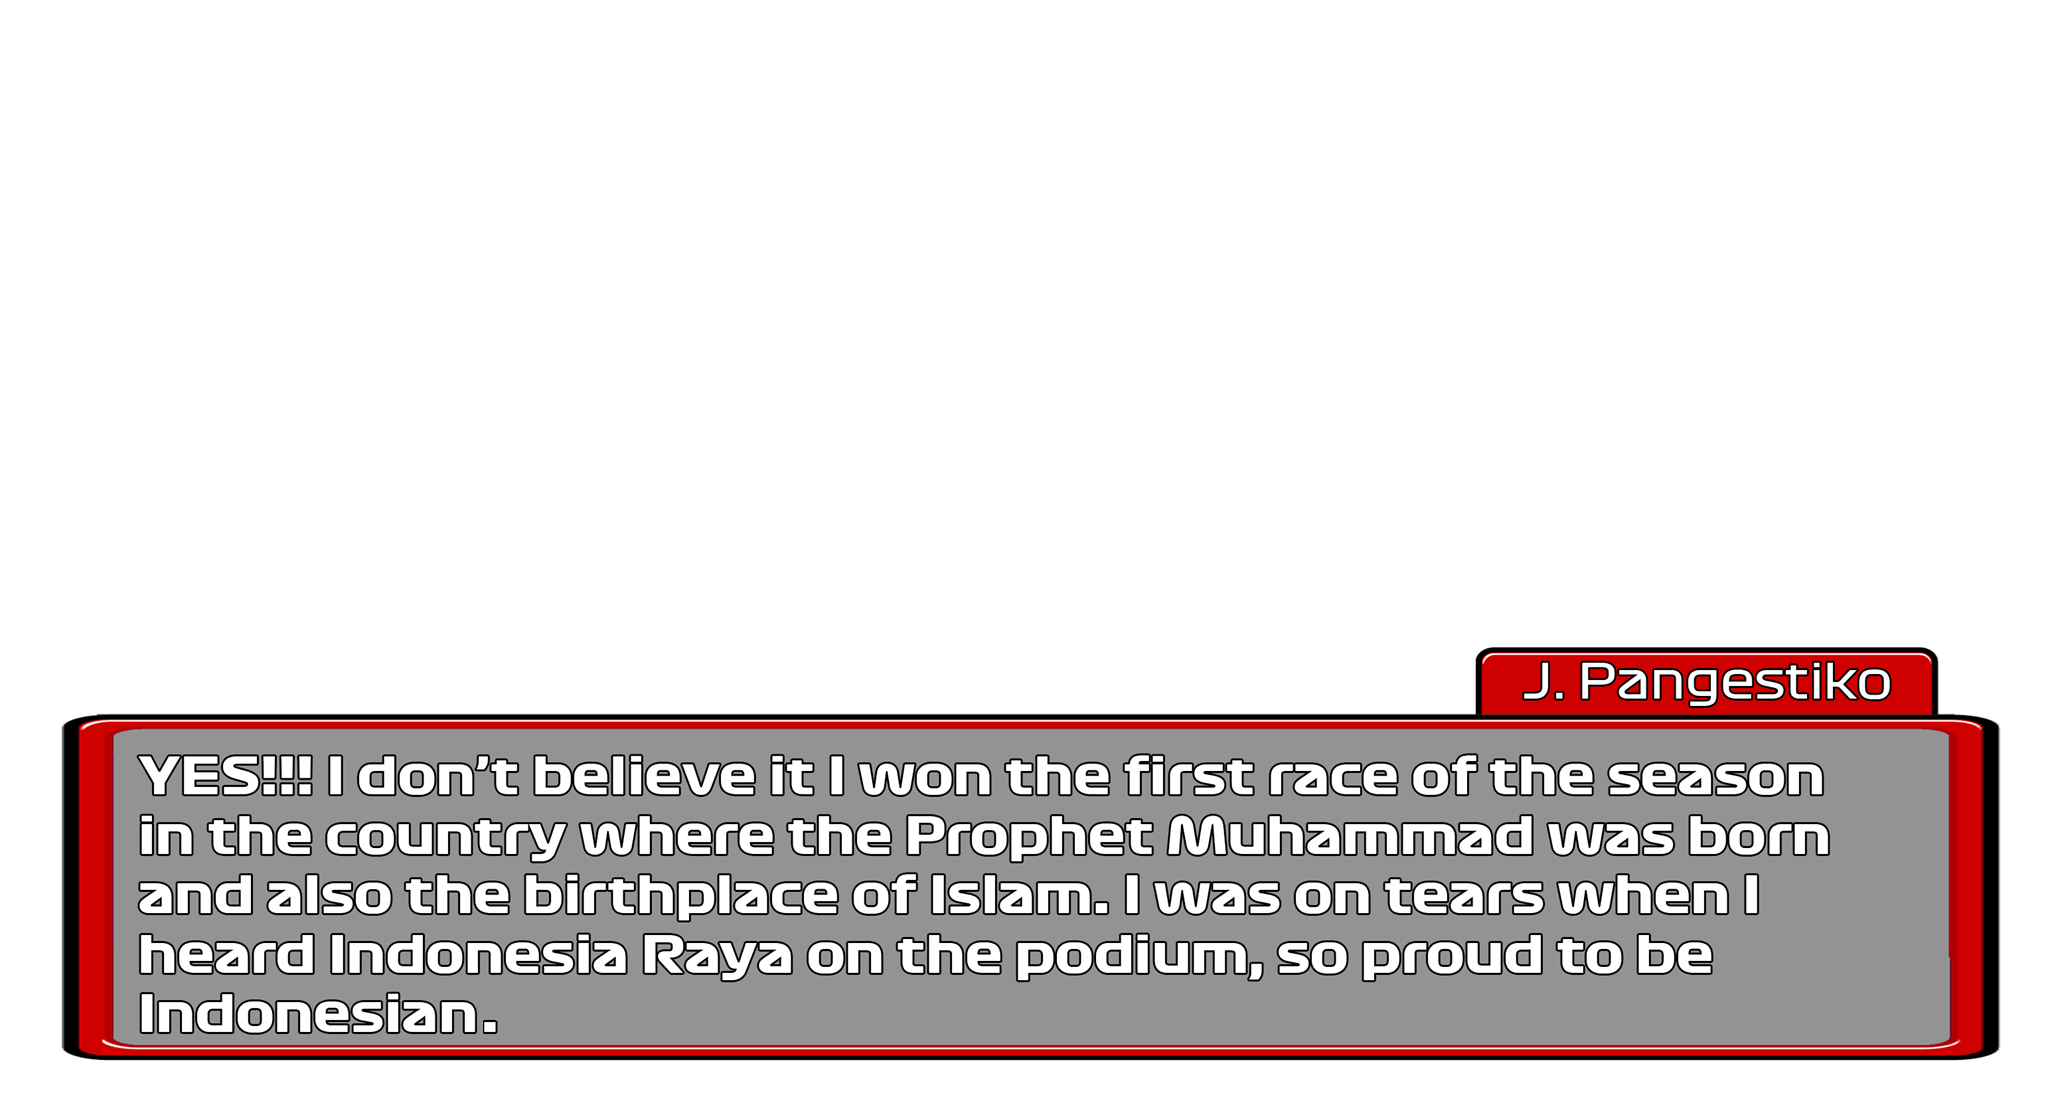 J. Pangestiko
YES!!! I don't believe it I won the first race of the season
in the country where the Prophet Muhammad was born
and also the birthplace of Islam. I was on tears when I
heard Indonesia Raya on the podium, so proud to be
Indonesian.